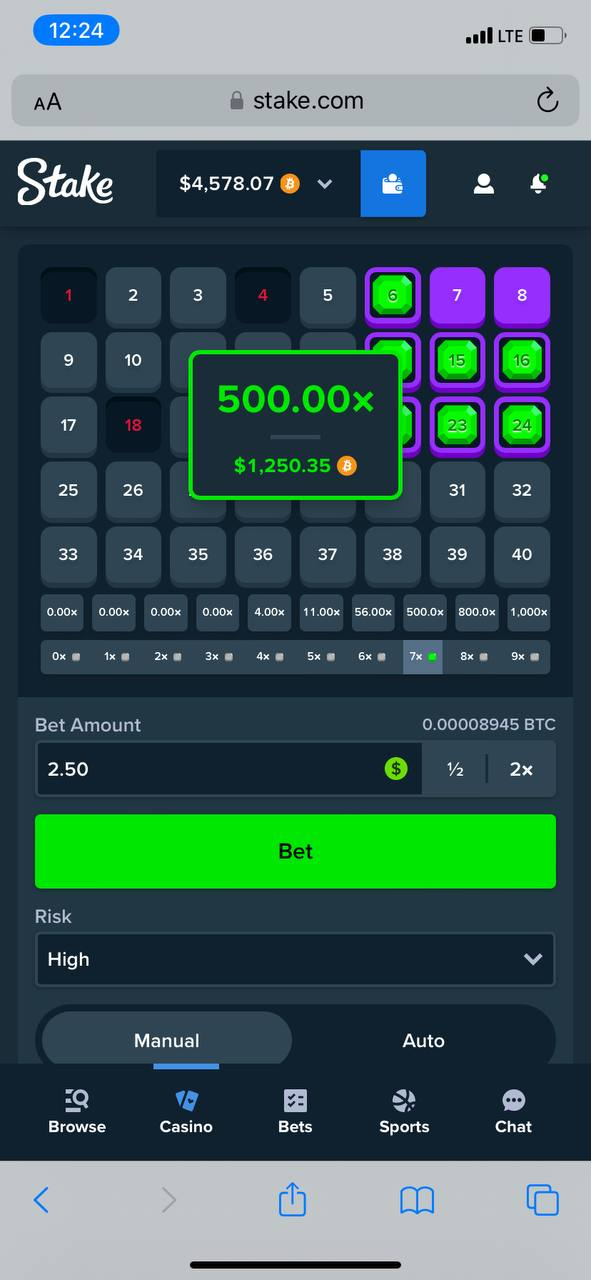 12:24 LTE
AA stake.com
Stake $4,578.07
1 2 3 4 5 6 7 8
9 10 15 16
17 18 23 24
500.00×
$1,250.35
25 26 31 32
33 34 35 36 37 38 39 40
0.00× 0.00× 0.00× 0.00× 4.00× 11.00× 56.00× 500.0× 800.0× 1,000×
0× 1× 2× 3× 4× 5× 6× 7× 8× 9×
Bet Amount 0.00008945 BTC
2.50 $ ½ 2×
Bet
Risk
High
Manual Auto
Browse Casino Bets Sports Chat